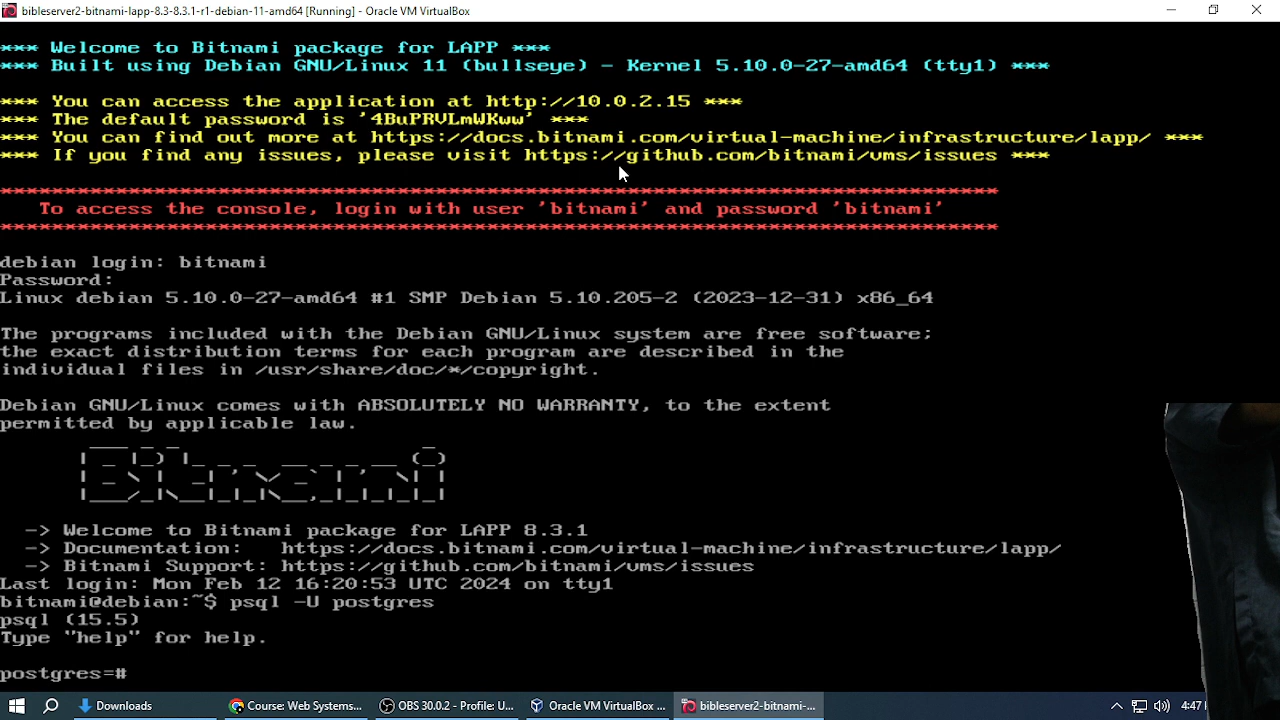 bibleserver2-bitnami-lapp-8.3-8.3.1-r1-debian-11-amd64 [Running] - Oracle VM VirtualBox
*** Welcome to Bitnami package for LAPP ***
*** Built using Debian GNU/Linux 11 (bullseye) - Kernel 5.10.0-27-amd64 (tty1) ***
*** You can access the application at http://10.0.2.15 ***
*** The default password is '4BuPRVLmWKww' ***
*** You can find out more at https://docs.bitnami.com/virtual-machine/infrastructure/lapp/ ***
*** If you find any issues, please visit https://github.com/bitnami/vms/issues ***
******************************************************************************
To access the console, login with user 'bitnami' and password 'bitnami'
******************************************************************************
debian login: bitnami
Password:
Linux debian 5.10.0-27-amd64 #1 SMP Debian 5.10.205-2 (2023-12-31) x86_64
The programs included with the Debian GNU/Linux system are free software;
the exact distribution terms for each program are described in the
individual files in /usr/share/doc/*/copyright.
Debian GNU/Linux comes with ABSOLUTELY NO WARRANTY, to the extent
permitted by applicable law.
Bitnami
-> Welcome to Bitnami package for LAPP 8.3.1
-> Documentation: https://docs.bitnami.com/virtual-machine/infrastructure/lapp/
-> Bitnami Support: https://github.com/bitnami/vms/issues
Last login: Mon Feb 12 16:20:53 UTC 2024 on tty1
bitnami@debian:~$ psql -U postgres
psql (15.5)
Type "help" for help.
postgres=#
Downloads
Course: Web Systems...
OBS 30.0.2 - Profile: U...
Oracle VM VirtualBox ...
bibleserver2-bitnami-...
4:47